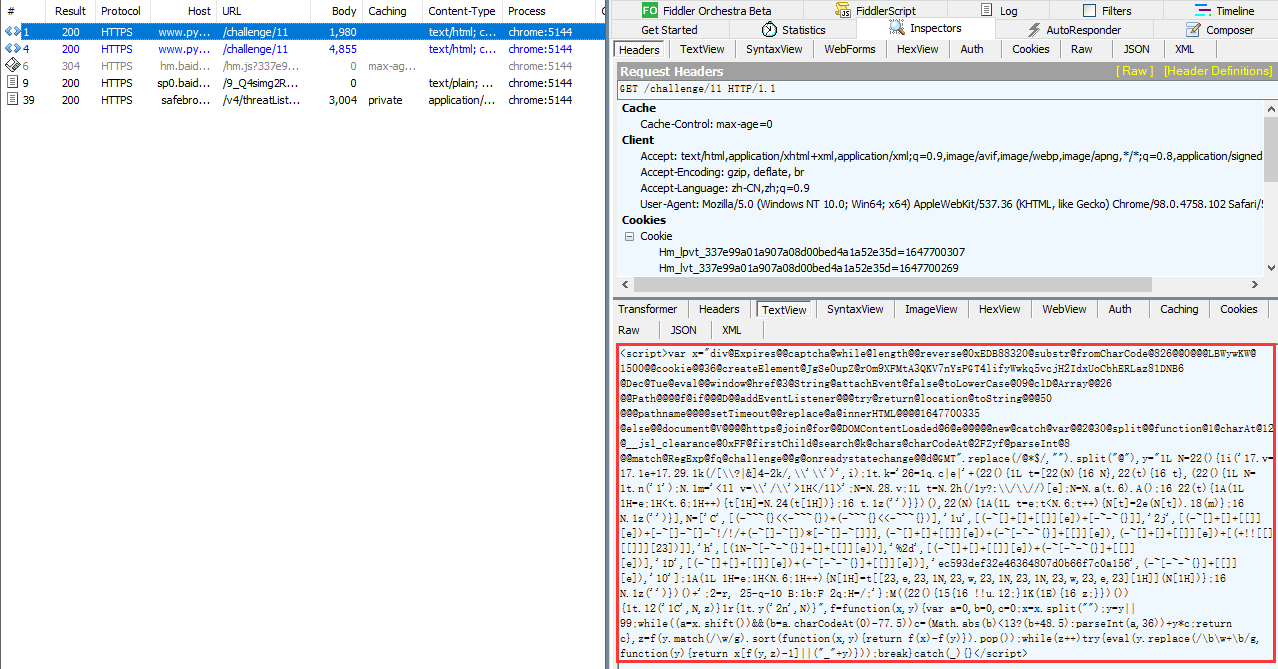 # Result Protocol Host URL Body Caching Content-Type Process
1 200 HTTPS www.py... /challenge/11 1,980 text/html; c... chrome:5144
4 200 HTTPS www.py... /challenge/11 4,855 text/html; c... chrome:5144
6 304 HTTPS hm.baid... /hm.js?337e9... 0 max-ag... chrome:5144
9 200 HTTPS sp0.baid... /9_Q4simg2R... 0 text/plain; ... chrome:5144
39 200 HTTPS safebro... /v4/threatList... 3,004 private application/... chrome:5144
FO Fiddler Orchestra Beta FiddlerScript Log Filters Timeline
Get Started Statistics Inspectors AutoResponder Composer
Headers TextView SyntaxView WebForms HexView Auth Cookies Raw JSON XML
Request Headers [ Raw ] [Header Definitions]
GET /challenge/11 HTTP/1.1
Cache
Cache-Control: max-age=0
Client
Accept: text/html,application/xhtml+xml,application/xml;q=0.9,image/avif,image/webp,image/apng,*/*;q=0.8,application/signed
Accept-Encoding: gzip, deflate, br
Accept-Language: zh-CN,zh;q=0.9
User-Agent: Mozilla/5.0 (Windows NT 10.0; Win64; x64) AppleWebKit/537.36 (KHTML, like Gecko) Chrome/98.0.4758.102 Safari/5
Cookies
Cookie
Hm_lpvt_337e99a01a907a08d00bed4a1a52e35d=1647700307
Hm_lvt_337e99a01a907a08d00bed4a1a52e35d=1647700269
Transformer Headers TextView SyntaxView ImageView HexView WebView Auth Caching Cookies
Raw JSON XML
<script>var x="div@Expires@@captcha@while@length@@reverse@0xEDB88320@substr@fromCharCode@826@@0@@@LBWywKW@
1500@@cookie@@36@createElement@JgSe0upZ@rOm9XFMtA3QKV7nYsPGT4lifyWwkq5vcjH2IdxUoCbhERLaz81DNB6
@Dec@Tue@eval@@window@href@3@String@attachEvent@false@toLowerCase@09@clD@Array@@26
@@Path@@@@f@if@@@D@@addEventListener@@@try@return@location@toString@@@50
@@@pathname@@@@setTimeout@@replace@a@innerHTML@@@@1647700335
@else@@document@V@@@@https@join@for@@DOMContentLoaded@6@e@@@@@new@catch@var@@2@30@split@@function@1@charAt@12
@__jsl_clearance@0xFF@firstChild@search@k@chars@charCodeAt@2FZyf@parseInt@8
@@match@RegExp@fq@challenge@@g@onreadystatechange@@d@GMT".replace(/@*$/,"").split("@"),y="1L N=22(){1i('17.v=
17.1e+17.29.1k(/[\\?|&]4-2k/,\\'\\')',i);1t.k='26=1q.c|e|'+(22(){1L t=[22(N){16 N},22(t){16 t},(22(){1L N=
1t.n('1');N.1m='<1l v=\\'/\\'>1H</1l>';N=N.28.v;1L t=N.2h(/1y?:\\/\\//)[e];N=N.a(t.6).A();16 22(t){1A(1L
1H=e;1H<t.6;1H++){t[1H]=N.24(t[1H])};16 t.1z('')}})(),22(N){1A(1L t=e;t<N.6;t++){N[t]=2e(N[t]).18(m)};16
N.1z('')}],N=['C',[(-~~~{}<<-~~~{})+(-~~~{}<<-~~~{})],'1u',[(-~[]+[]+[[]][e])+[-~-~{}]],'2j',[(-~[]+[]+[[]]
[e])+[-~[]-~[]-~!/!/+(-~[]-~[])*[-~[]-~[]]],(-~[]+[]+[[]][e])+(-~[-~-~{}]+[[]][e]),(-~[]+[]+[[]][e])+[(+!![[
[[]]][23])]],'h',[(1N-~[-~-~{}]+[]+[[]][e])],'%2d',[(-~[]+[]+[[]][e])+(-~[-~-~{}]+[[]]
[e])],'1D',[(-~[]+[]+[[]][e])+(-~[-~-~{}]+[[]][e])],'ec593def32e46364807d0b66f7c0a156',(-~[-~-~{}]+[[]]
[e]),'10'];1A(1L 1H=e;1H<N.6;1H++){N[1H]=t[[23,e,23,1N,23,w,23,1N,23,1N,23,w,23,e,23][1H]](N[1H])};16
N.1z('')})()+';2=r, 25-q-1O B:1b:F 2q;H=/;'};M((22(){15{16 !!u.12;}1K(1E){16 z;}})())
{1t.12('1C',N,z)}1r{1t.y('2n',N)}",f=function(x,y){var a=0,b=0,c=0;x=x.split("");y=y||
99;while((a=x.shift())&&(b=a.charCodeAt(0)-77.5))c=(Math.abs(b)<13?(b+48.5):parseInt(a,36))+y*c;return
c},z=f(y.match(/\w/g).sort(function(x,y){return f(x)-f(y)}).pop());while(z++)try{eval(y.replace(/\b\w+\b/g,
function(y){return x[f(y,z)-1]||("_"+y)}));break}catch(_){}</script>